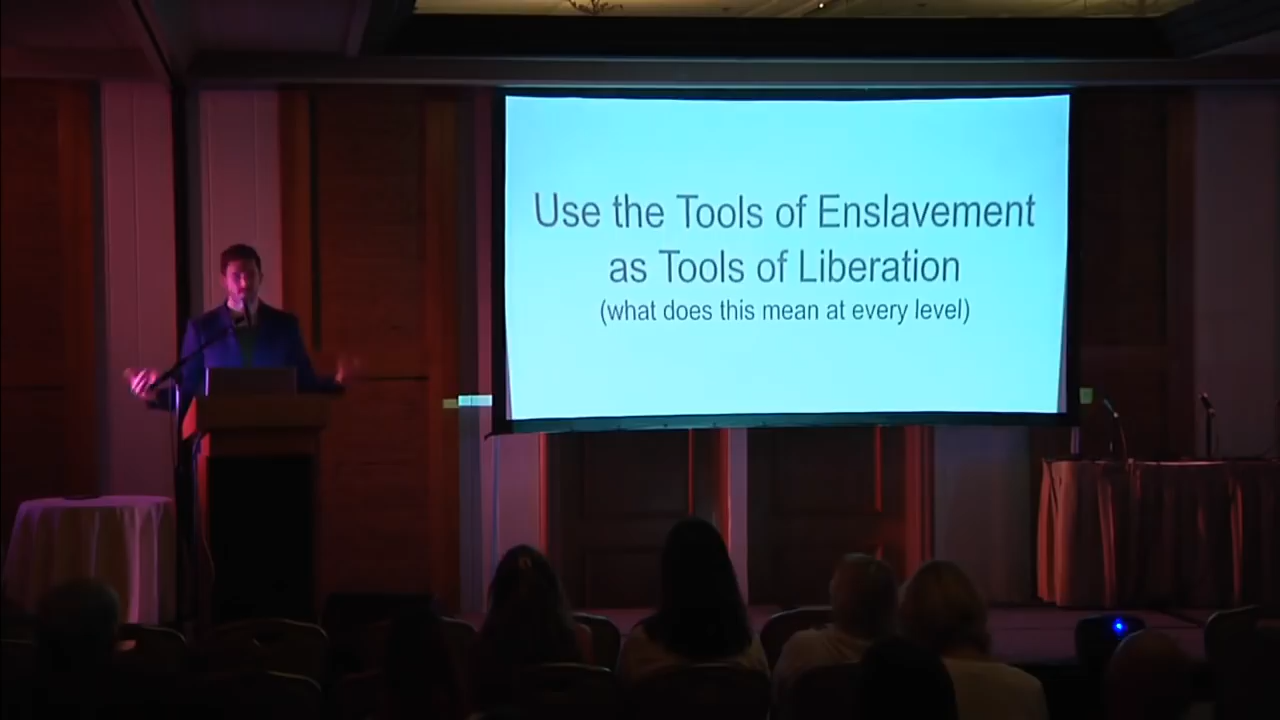 Use the Tools of Enslavement
as Tools of Liberation
(what does this mean at every level)